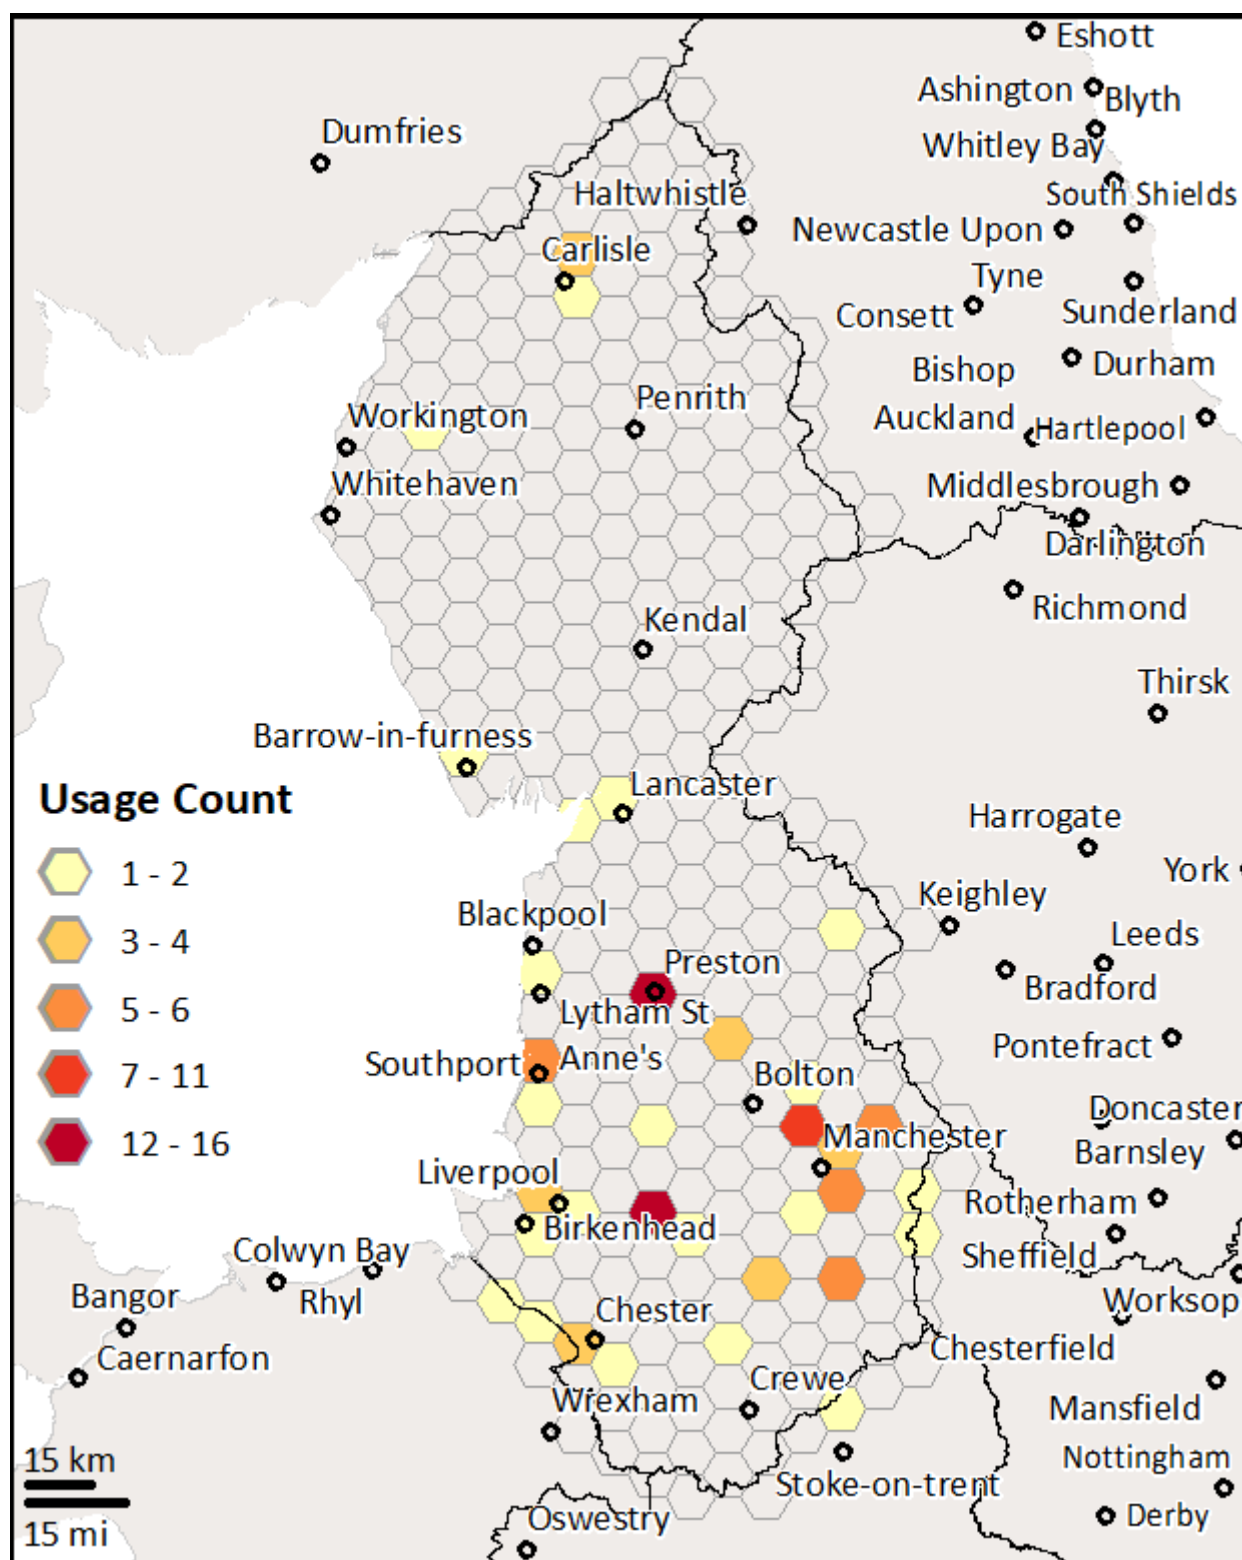 Eshott
Ashington
Blyth
Dumfries
Whitley Bay
Haltwhistle
South Shields
Newcastle Upon
Tyne
Carlisle
Consett
Sunderland
Bishop
Auckland
Durham
Penrith
Workington
Hartlepool
Whitehaven
Middlesbrough
Darlington
Richmond
Kendal
Thirsk
Barrow-in-furness
Lancaster
Usage Count
1 - 2
3 - 4
5 - 6
7 - 11
12 - 16
Harrogate
York
Keighley
Blackpool
Leeds
Preston
Bradford
Lytham St
Anne's
Southport
Pontefract
Bolton
Doncaster
Manchester
Barnsley
Liverpool
Rotherham
Birkenhead
Sheffield
Colwyn Bay
Rhyl
Bangor
Worksop
Chester
Caernarfon
Chesterfield
Crewe
Wrexham
Mansfield
Nottingham
15 km
15 mi
Stoke-on-trent
Oswestry
Derby